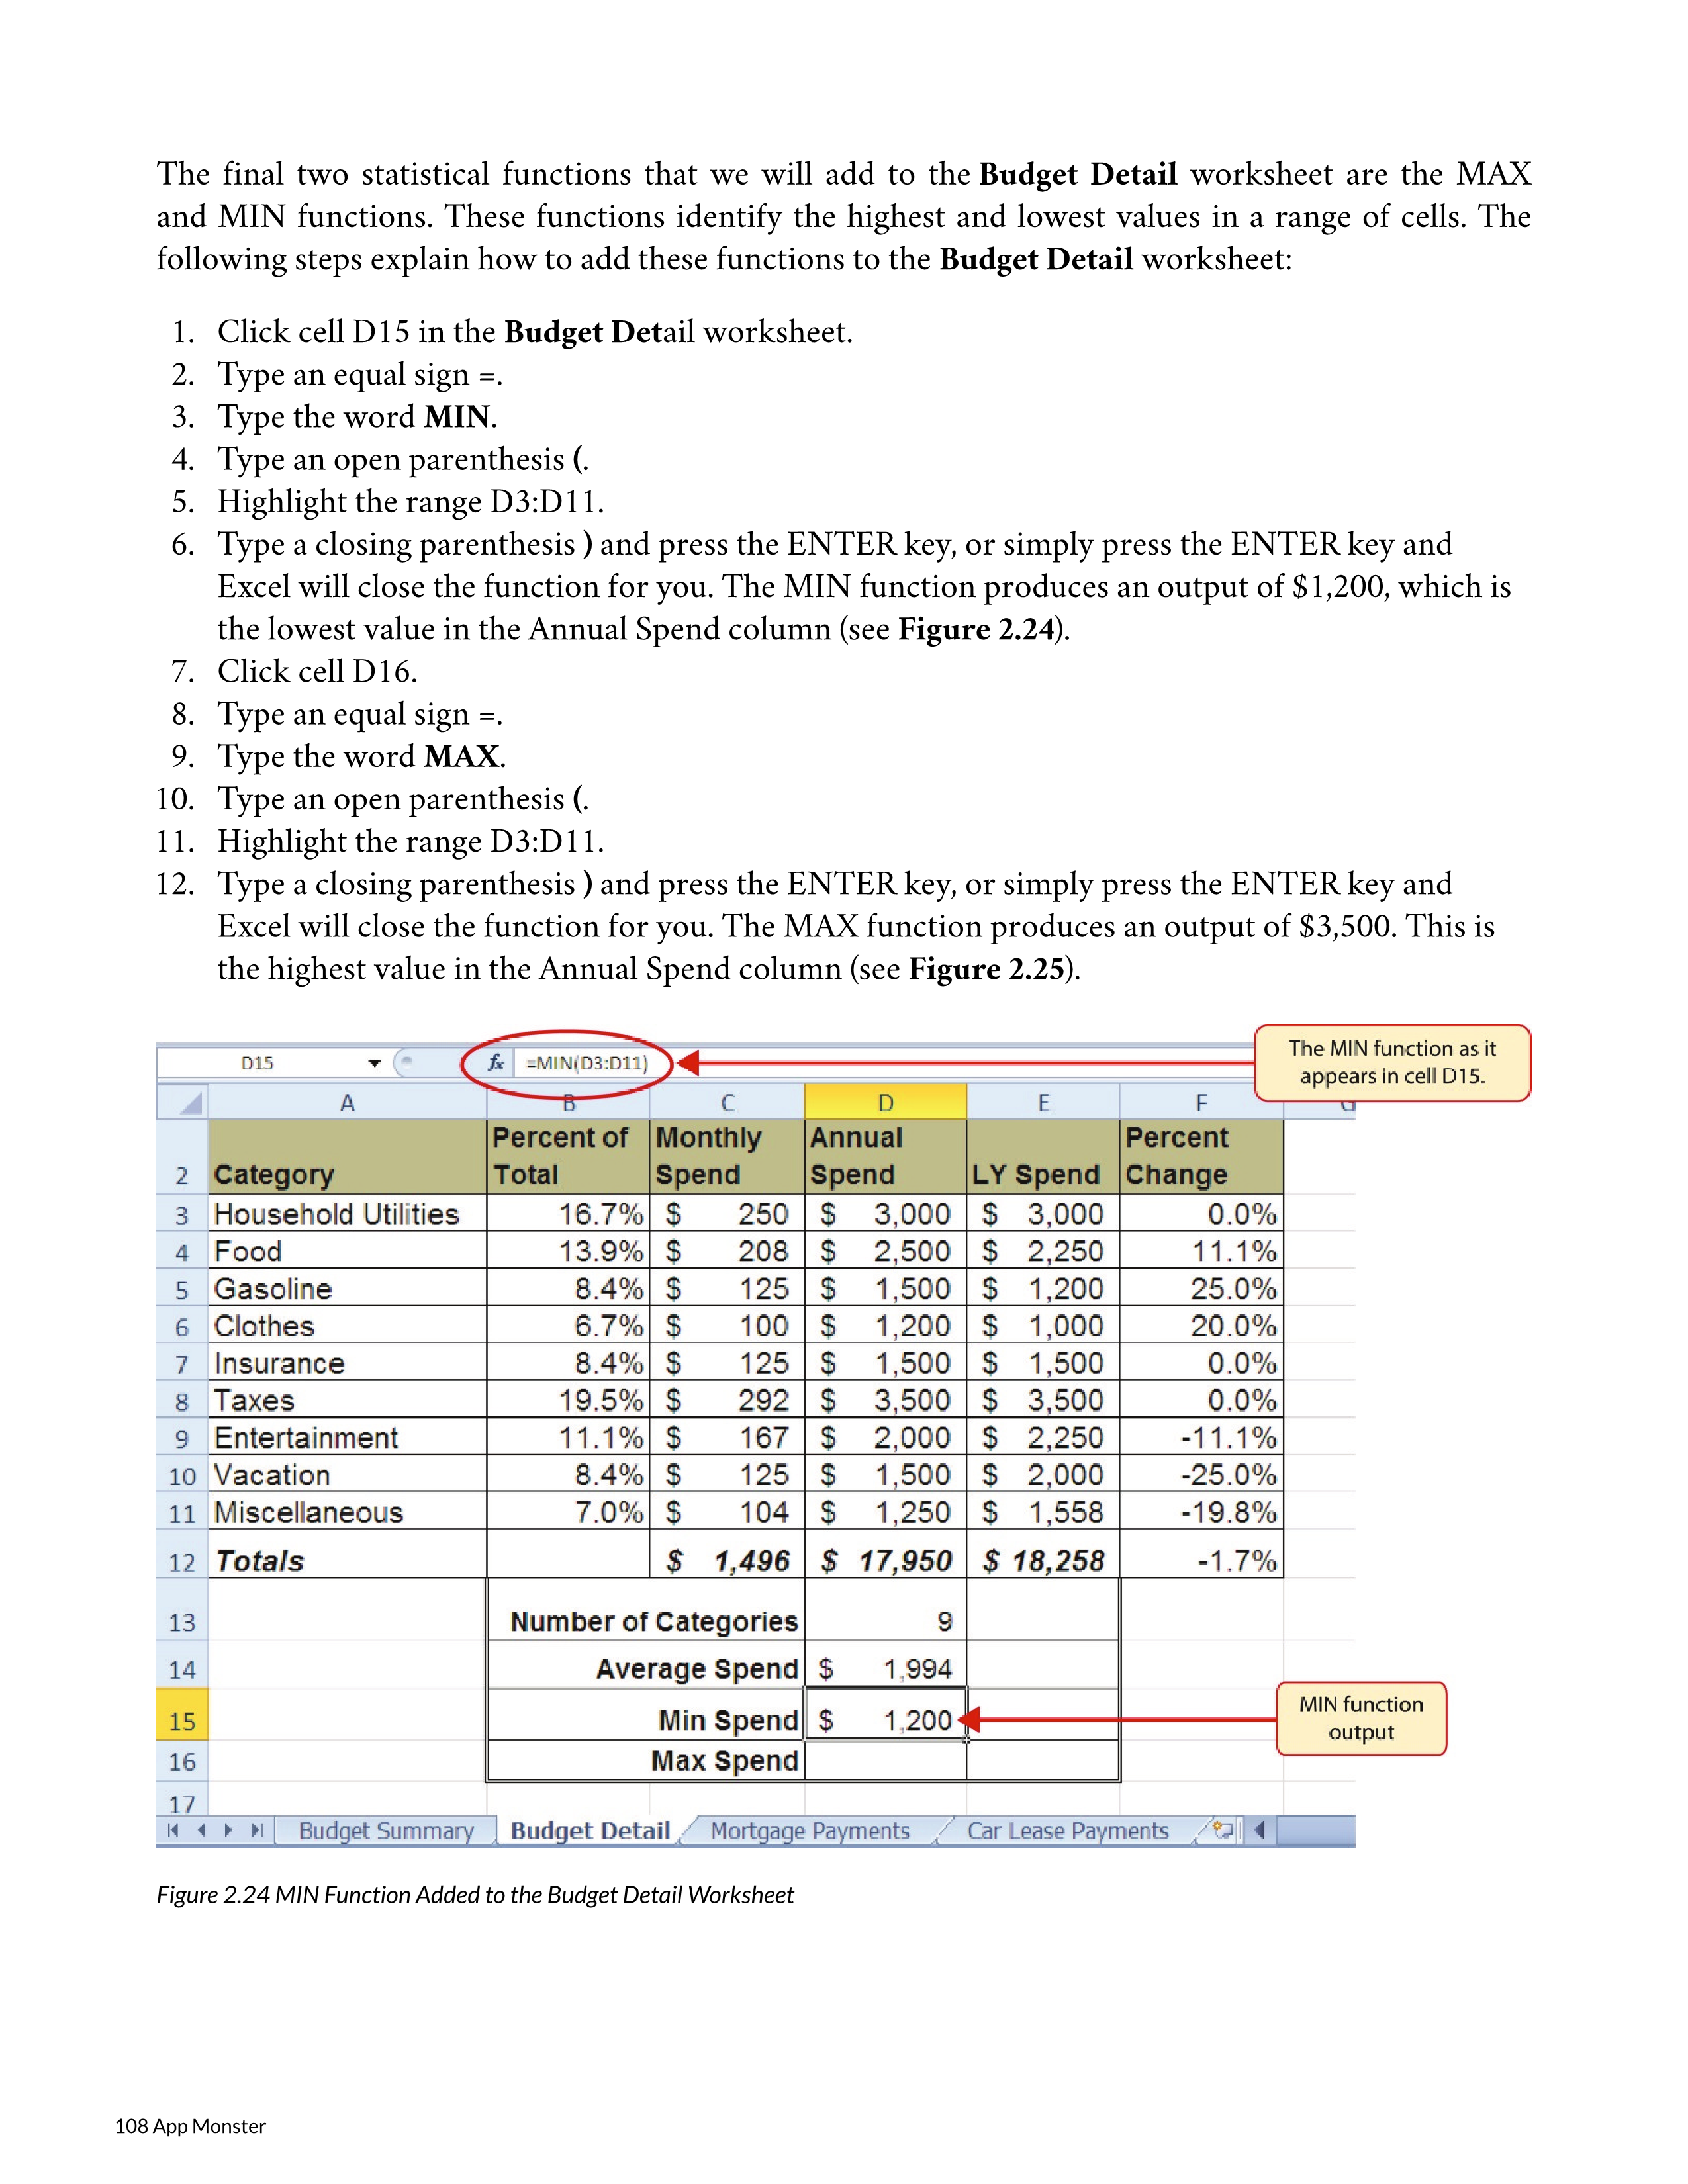 The final two statistical functions that we will add to the Budget Detail worksheet are the MAX
and MIN functions. These functions identify the highest and lowest values in a range of cells. The
following steps explain how to add these functions to the Budget Detail worksheet:
1. Click cell D15 in the Budget Detail worksheet.
2. Type an equal sign =.
3. Type the word MIN.
4. Type an open parenthesis (.
5. Highlight the range D3:D11.
6. Type a closing parenthesis ) and press the ENTER key, or simply press the ENTER key and
Excel will close the function for you. The MIN function produces an output of $1,200, which is
the lowest value in the Annual Spend column (see Figure 2.24).
7. Click cell D16.
8. Type an equal sign =.
9. Type the word MAX.
10. Type an open parenthesis (.
11. Highlight the range D3:D11.
12. Type a closing parenthesis ) and press the ENTER key, or simply press the ENTER key and
Excel will close the function for you. The MAX function produces an output of $3,500. This is
the highest value in the Annual Spend column (see Figure 2.25).
D15 fx =MIN(D3:D11)
The MIN function as it
appears in cell D15.
A B C D E F G
Percent of Monthly Annual Percent
2 Category Total Spend Spend LY Spend Change
3 Household Utilities 16.7% $ 250 $ 3,000 $ 3,000 0.0%
4 Food 13.9% $ 208 $ 2,500 $ 2,250 11.1%
5 Gasoline 8.4% $ 125 $ 1,500 $ 1,200 25.0%
6 Clothes 6.7% $ 100 $ 1,200 $ 1,000 20.0%
7 Insurance 8.4% $ 125 $ 1,500 $ 1,500 0.0%
8 Taxes 19.5% $ 292 $ 3,500 $ 3,500 0.0%
9 Entertainment 11.1% $ 167 $ 2,000 $ 2,250 -11.1%
10 Vacation 8.4% $ 125 $ 1,500 $ 2,000 -25.0%
11 Miscellaneous 7.0% $ 104 $ 1,250 $ 1,558 -19.8%
12 Totals $ 1,496 $ 17,950 $ 18,258 -1.7%
13 Number of Categories 9
14 Average Spend $ 1,994
15 Min Spend $ 1,200
MIN function
output
16 Max Spend
17
Budget Summary Budget Detail Mortgage Payments Car Lease Payments
Figure 2.24 MIN Function Added to the Budget Detail Worksheet
108 App Monster